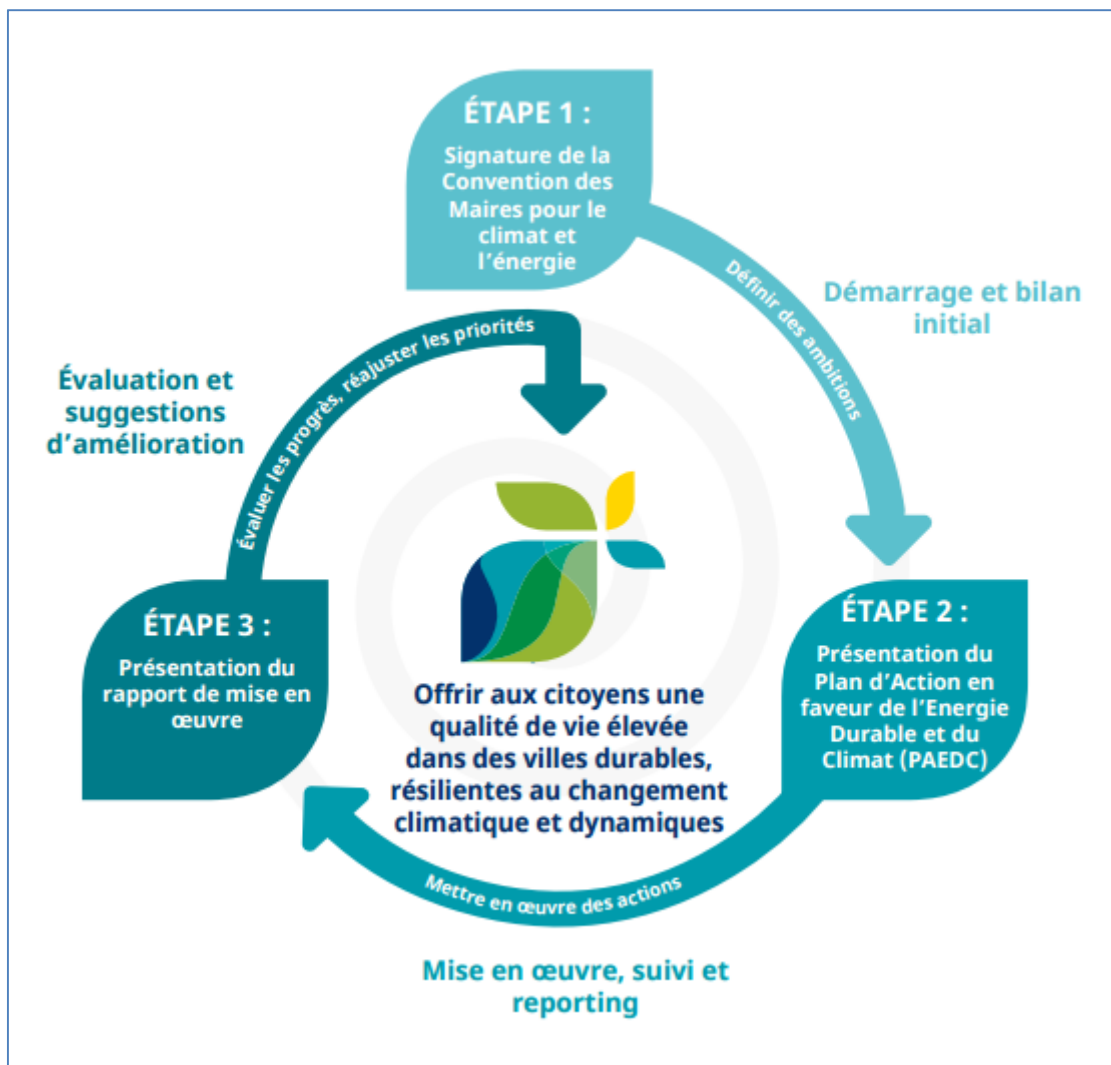 ÉTAPE 1 :
Signature de la
Convention des
Maires pour le
climat et
l’énergie
Définir des ambitions
Démarrage et bilan
initial
ÉTAPE 2 :
Présentation du
Plan d’Action en
faveur de l’Energie
Durable et du
Climat (PAEDC)
Mettre en œuvre des actions
Mise en œuvre, suivi et
reporting
ÉTAPE 3 :
Présentation du
rapport de mise en
œuvre
Évaluer les progrès, réajuster les priorités
Évaluation et
suggestions
d’amélioration
Offrir aux citoyens une
qualité de vie élevée
dans des villes durables,
résilientes au changement
climatique et dynamiques